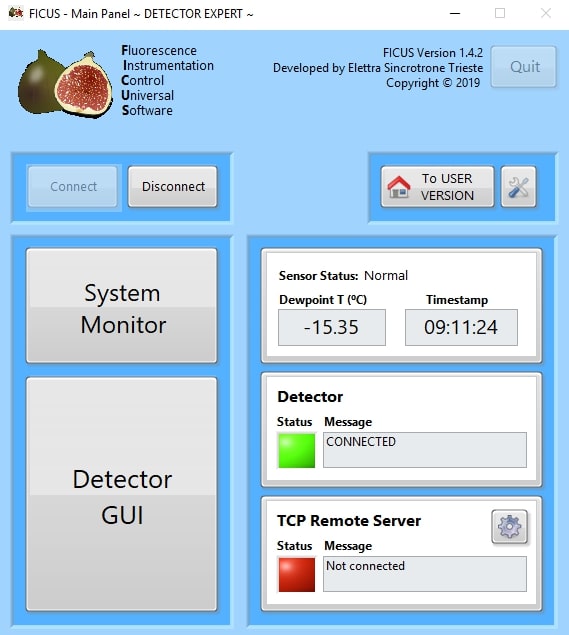 FICUS - Main Panel ~ DETECTOR EXPERT ~
Fluorescence
Instrumentation
Control
Universal
Software
FICUS Version 1.4.2
Developed by Elettra Sincrotrone Trieste
Copyright © 2019
Quit
Connect
Disconnect
To USER
VERSION
System
Monitor
Detector
GUI
Sensor Status: Normal
Dewpoint T (ºC) Timestamp
-15.35 09:11:24
Detector
Status Message
CONNECTED
TCP Remote Server
Status Message
Not connected